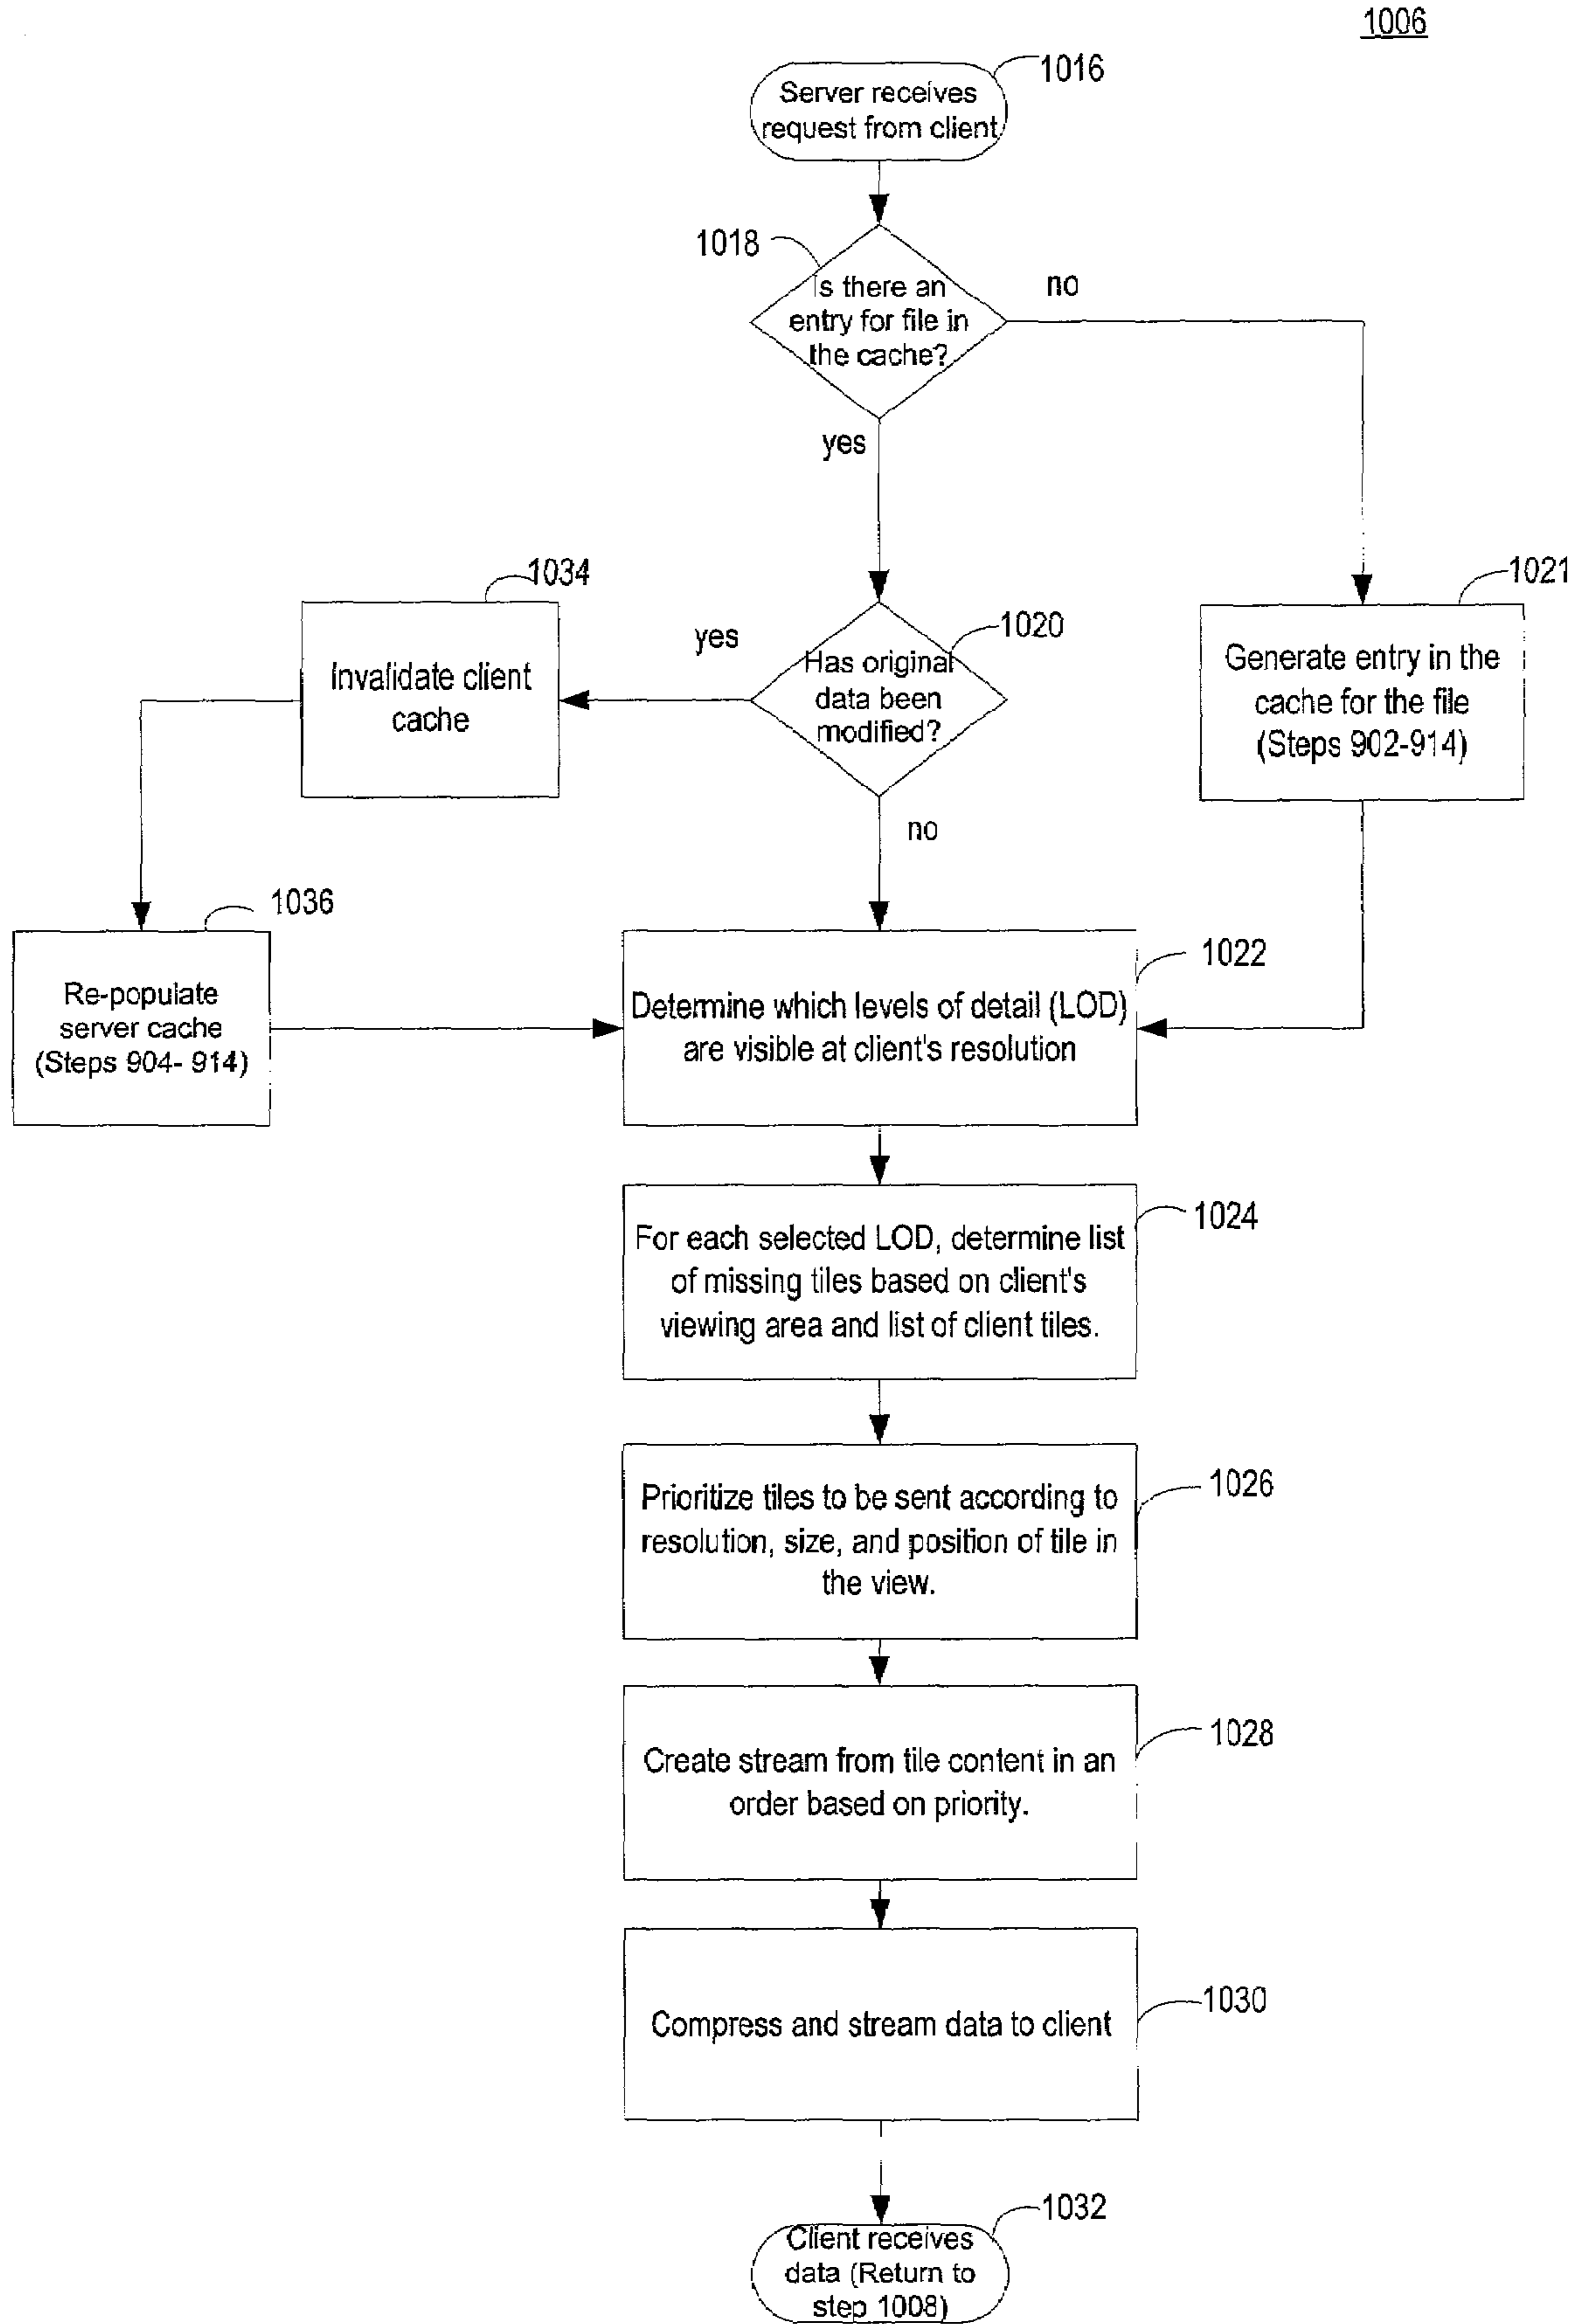 1006
1016
Server receives
request from client
1018
Is there an
entry for file in
the cache?
no
yes
1034
Invalidate client
cache
yes
1020
Has original
data been
modified?
no
1021
Generate entry in the
cache for the file
(Steps 902-914)
1036
Re-populate
server cache
(Steps 904- 914)
1022
Determine which levels of detail (LOD)
are visible at client's resolution
1024
For each selected LOD, determine list
of missing tiles based on client's
viewing area and list of client tiles.
1026
Prioritize tiles to be sent according to
resolution, size, and position of tile in
the view.
1028
Create stream from tile content in an
order based on priority.
1030
Compress and stream data to client
1032
Client receives
data (Return to
step 1008)